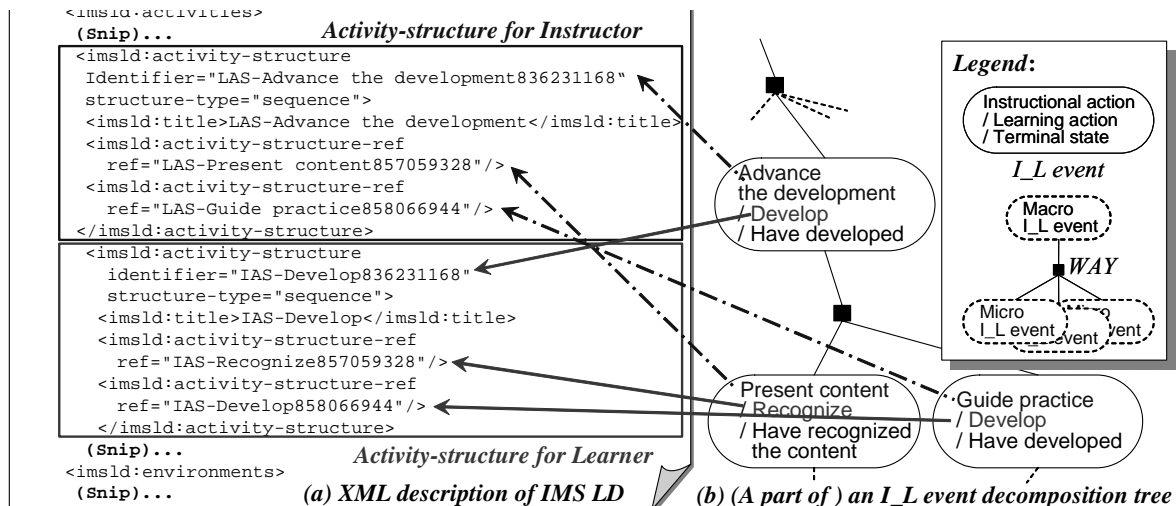 <imsld:activities>
(Snip)...
Activity-structure for Instructor
<imsld:activity-structure
Identifier="LAS-Advance the development836231168"
structure-type="sequence">
<imsld:title>LAS-Advance the development</imsld:title>
<imsld:activity-structure-ref
ref="LAS-Present content857059328"/>
<imsld:activity-structure-ref
ref="LAS-Guide practice858066944"/>
</imsld:activity-structure>
<imsld:activity-structure
identifier="IAS-Develop836231168"
structure-type="sequence">
<imsld:title>IAS-Develop</imsld:title>
<imsld:activity-structure-ref
ref="IAS-Recognize857059328"/>
<imsld:activity-structure-ref
ref="IAS-Develop858066944"/>
</imsld:activity-structure>
(Snip)...
Activity-structure for Learner
<imsld:environments>
(Snip)...
(a) XML description of IMS LD
Advance
the development
/ Develop
/ Have developed
Present content
/ Recognize
/ Have recognized
the content
Guide practice
/ Develop
/ Have developed
(b) (A part of ) an I_L event decomposition tree
Legend:
Instructional action
/ Learning action
/ Terminal state
I_L event
Macro
I_L event
WAY
Micro
I_L event
event
event